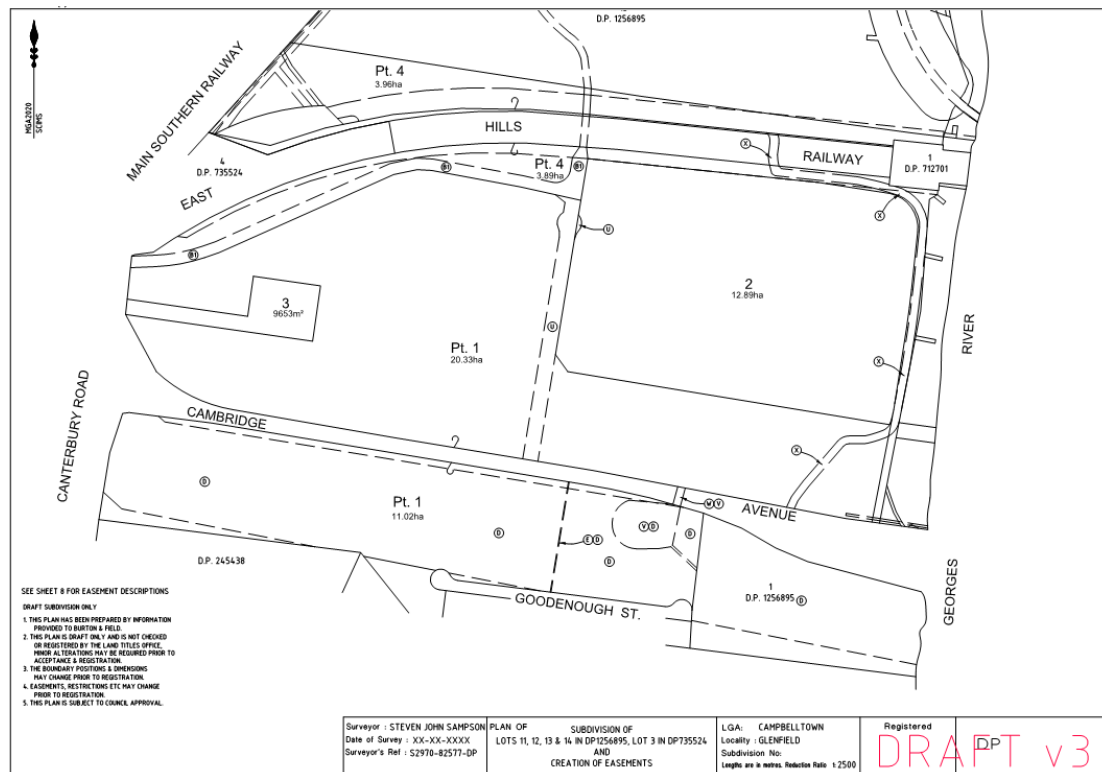 D.P. 1256895
MGA2020
SCIMS
MAIN SOUTHERN RAILWAY
Pt. 4
3.96ha
HILLS
RAILWAY
1
D.P. 712701
4
D.P. 735524
EAST
Pt. 4
3.89ha
B1
B1
B1
X
X
U
U
2
12.89ha
3
9653m²
Pt. 1
20.33ha
X
X
RIVER
CANTERBURY ROAD
CAMBRIDGE
AVENUE
W V
D
Pt. 1
11.02ha
D
E D
V D
D
D
D.P. 245438
1
D.P. 1256895 D
GOODENOUGH ST.
GEORGES
SEE SHEET 8 FOR EASEMENT DESCRIPTIONS
DRAFT SUBDIVISION ONLY
1. THIS PLAN HAS BEEN PREPARED BY INFORMATION
PROVIDED TO BURTON & FIELD.
2. THIS PLAN IS DRAFT ONLY AND IS NOT CHECKED
OR REGISTERED BY THE LAND TITLES OFFICE,
MINOR ALTERATIONS MAY BE REQUIRED PRIOR TO
ACCEPTANCE & REGISTRATION.
3. THE BOUNDARY POSITIONS & DIMENSIONS
MAY CHANGE PRIOR TO REGISTRATION.
4. EASEMENTS, RESTRICTIONS ETC MAY CHANGE
PRIOR TO REGISTRATION.
5. THIS PLAN IS SUBJECT TO COUNCIL APPROVAL.
Surveyor : STEVEN JOHN SAMPSON
Date of Survey : XX-XX-XXXX
Surveyor's Ref : S2970-82577-DP
PLAN OF
SUBDIVISION OF
LOTS 11, 12, 13 & 14 IN DP1256895, LOT 3 IN DP735524
AND
CREATION OF EASEMENTS
LGA: CAMPBELLTOWN
Locality : GLENFIELD
Subdivision No:
Lengths are in metres. Reduction Ratio 1:2500
Registered
DRAFT v3
DP